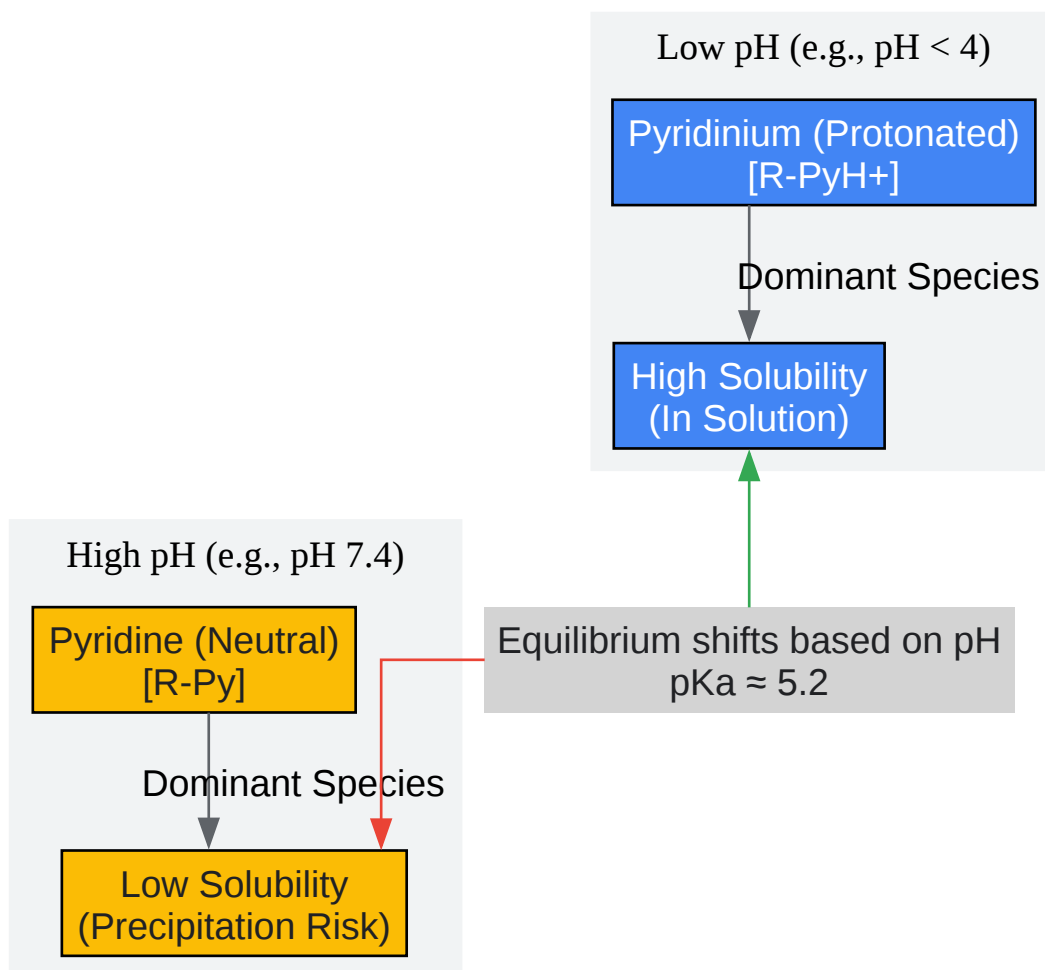 Low pH (e.g., pH < 4)
Pyridinium (Protonated)
[R-PyH+]
Dominant Species
High Solubility
(In Solution)
High pH (e.g., pH 7.4)
Pyridine (Neutral)
[R-Py]
Equilibrium shifts based on pH
pKa ≈ 5.2
Dominant Species
Low Solubility
(Precipitation Risk)